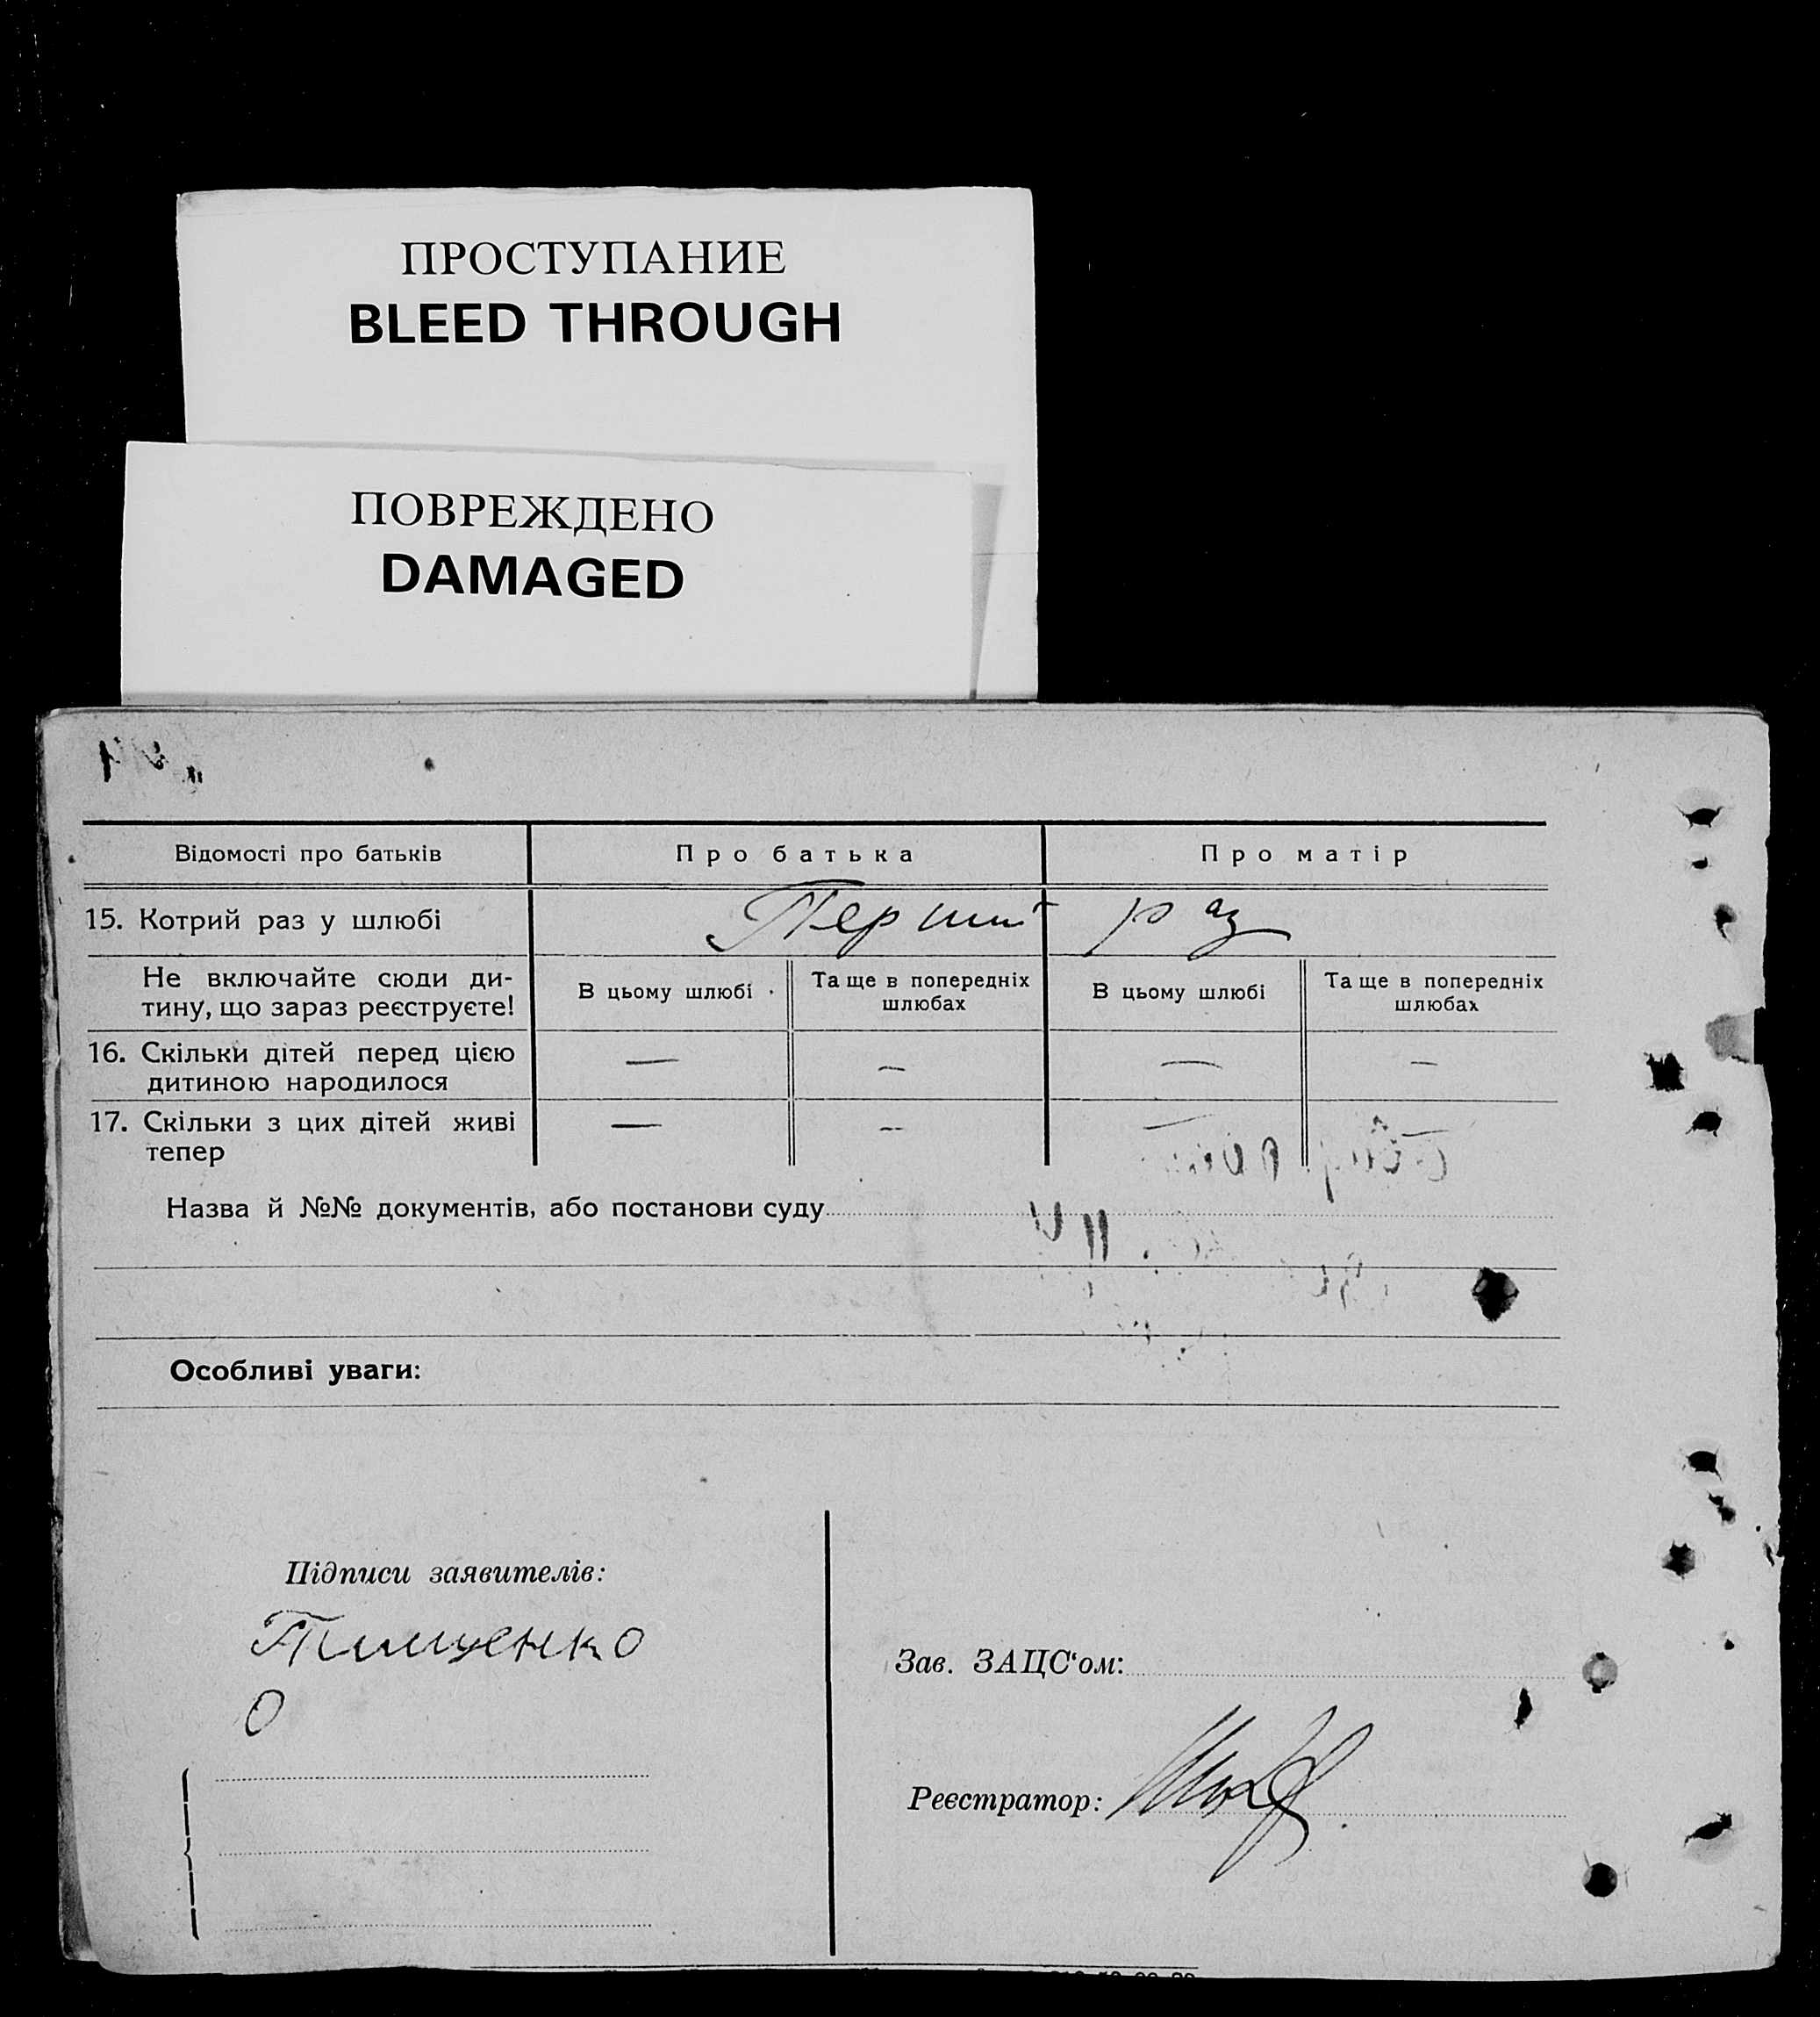 ПРОСТУПАНИЕ
BLEED THROUGH
ПОВРЕЖДЕНО
DAMAGED
Відомості про батьків Про батька Про матір
15. Котрий раз у шлюбі Перший раз
Не включайте сюди ди-
тину, що зараз реєструєте!
В цьому шлюбі
Та ще в попередніх
шлюбах
В цьому шлюбі
Та ще в попередніх
шлюбах
16. Скільки дітей перед цією
дитиною народилося
— — — —
17. Скільки з цих дітей живі
тепер
— — — —
Назва й №№ документів, або постанови суду
Особливі уваги:
Підписи заявителів:
Тищенко
О
Зав. ЗАЦС‘ом:
Реєстратор: